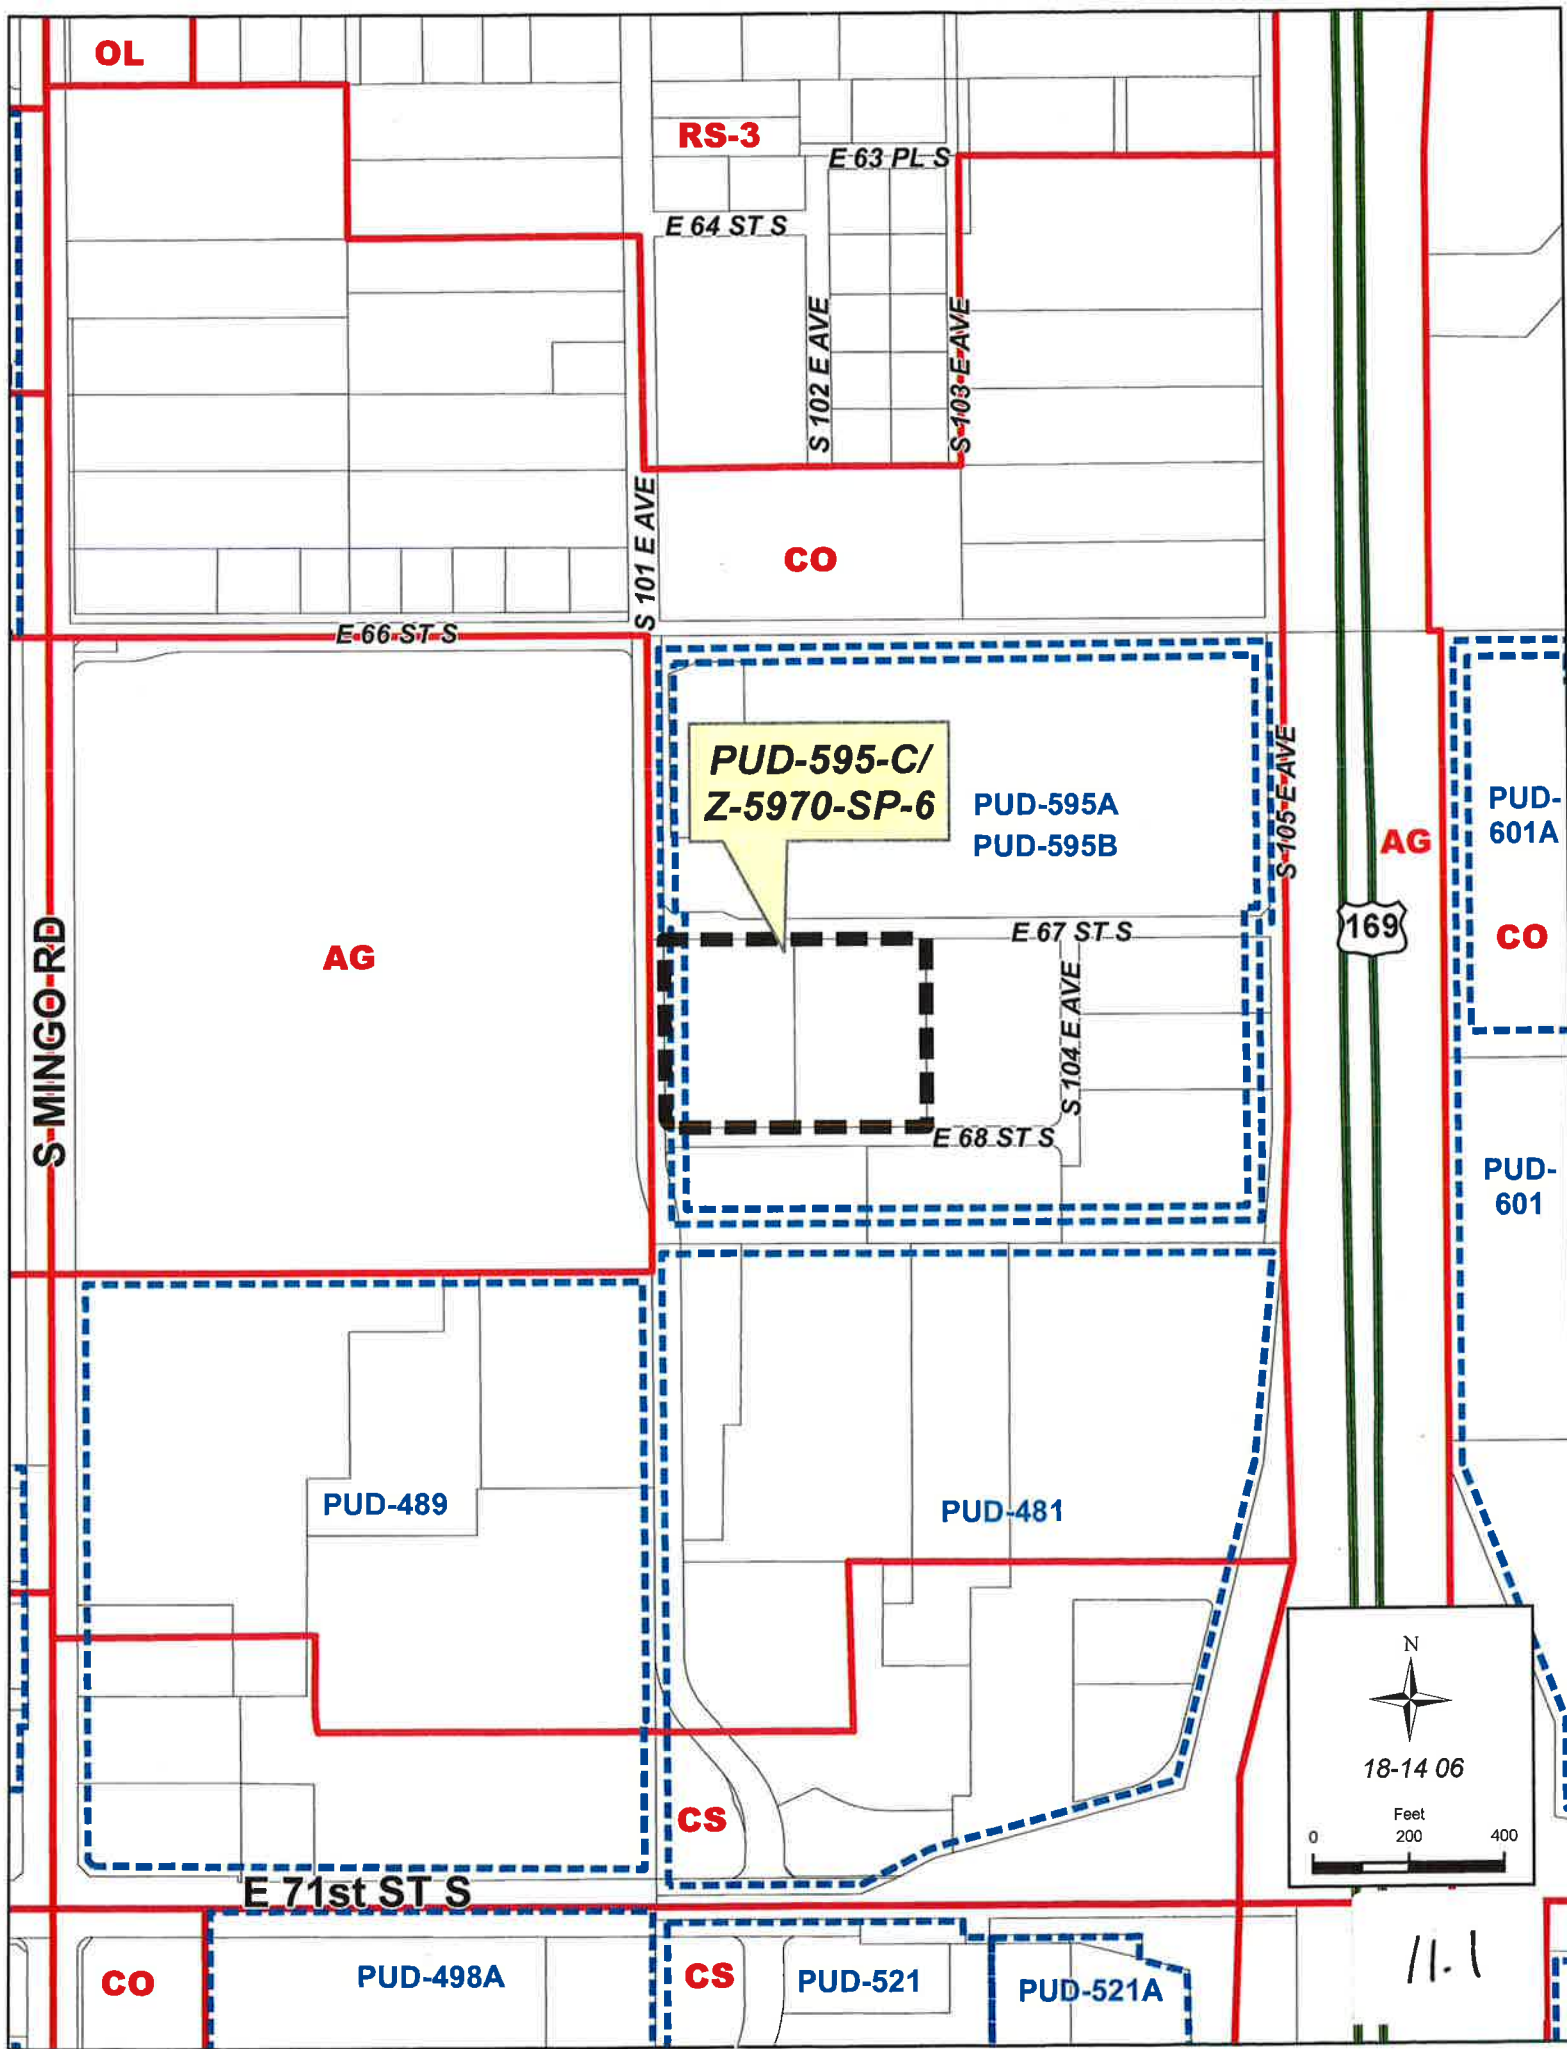 OL
RS-3
E 63 PL S
E 64 ST S
S 102 E AVE
S 103 E AVE
S 101 E AVE
CO
E 66 ST S
PUD-595-C/
Z-5970-SP-6
PUD-595A
PUD-595B
S 105 E AVE
AG
PUD-
601A
169
CO
S MINGO RD
AG
E 67 ST S
S 104 E AVE
E 68 ST S
PUD-
601
PUD-489
PUD-481
N
18-14 06
Feet
0 200 400
CS
E 71st ST S
CO
PUD-498A
CS
PUD-521
PUD-521A
11.1